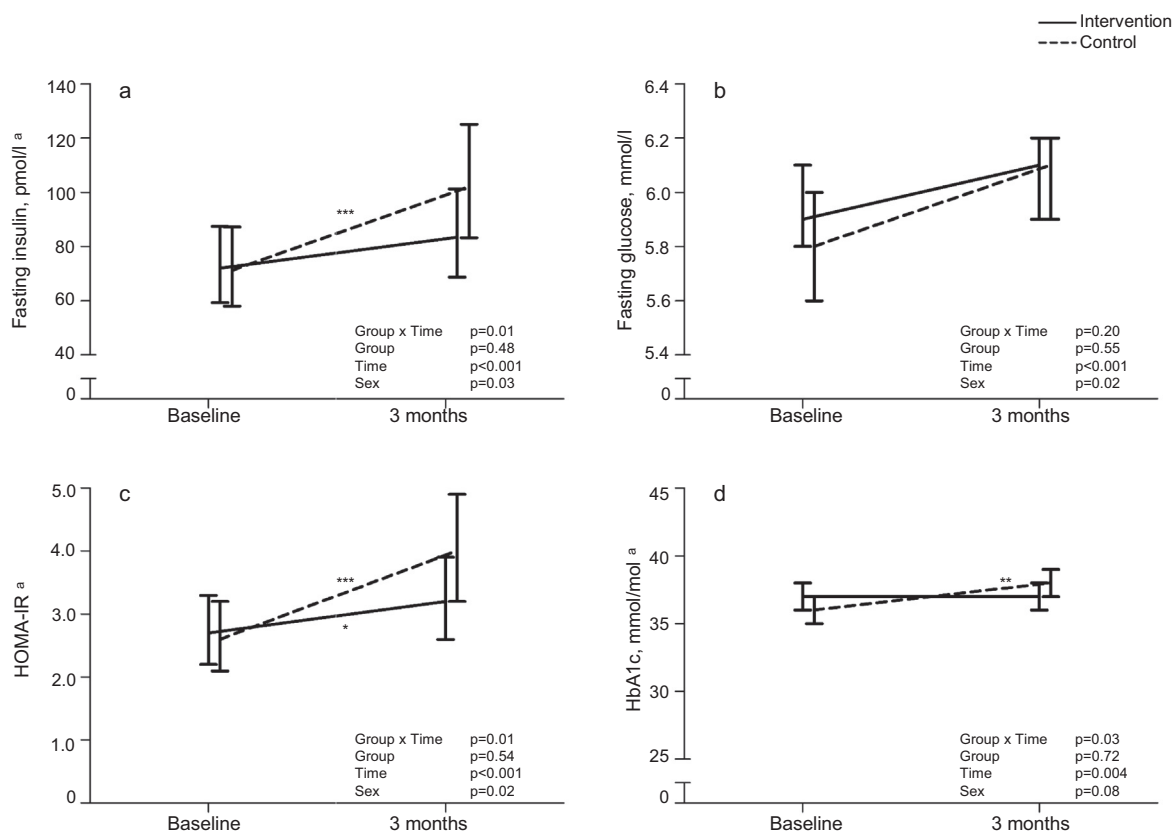 Intervention
Control
a
Fasting insulin, pmol/l a
140
120
100
80
60
40
0
***
Group x Time p=0.01
Group p=0.48
Time p<0.001
Sex p=0.03
Baseline 3 months
b
Fasting glucose, mmol/l
6.4
6.2
6.0
5.8
5.6
5.4
0
Group x Time p=0.20
Group p=0.55
Time p<0.001
Sex p=0.02
Baseline 3 months
c
HOMA-IR a
5.0
4.0
3.0
2.0
1.0
0
***
*
Group x Time p=0.01
Group p=0.54
Time p<0.001
Sex p=0.02
Baseline 3 months
d
HbA1c, mmol/mol a
45
40
35
30
25
0
**
Group x Time p=0.03
Group p=0.72
Time p=0.004
Sex p=0.08
Baseline 3 months